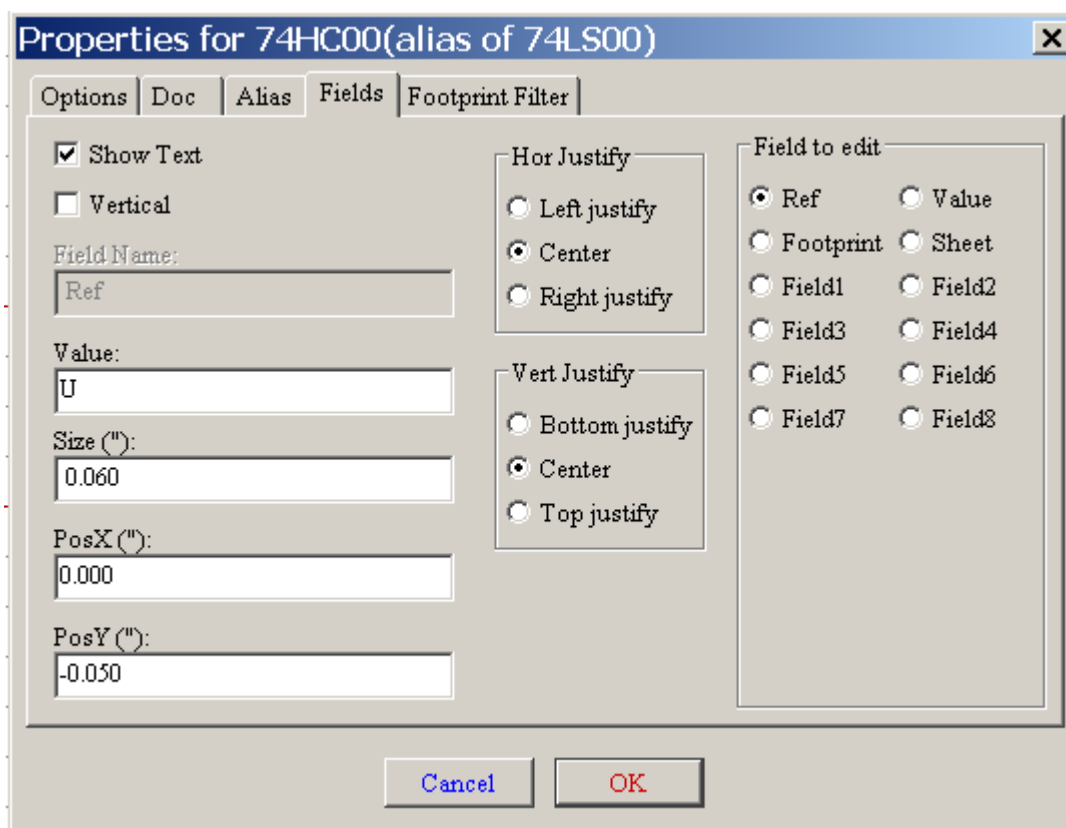 Properties for 74HC00(alias of 74LS00)
Options Doc Alias Fields Footprint Filter
Show Text
Vertical
Field Name:
Ref
Value:
U
Size ("):
0.060
PosX ("):
0.000
PosY ("):
-0.050
Hor Justify
Left justify
Center
Right justify
Vert Justify
Bottom justify
Center
Top justify
Field to edit
Ref Value
Footprint Sheet
Field1 Field2
Field3 Field4
Field5 Field6
Field7 Field8
Cancel OK